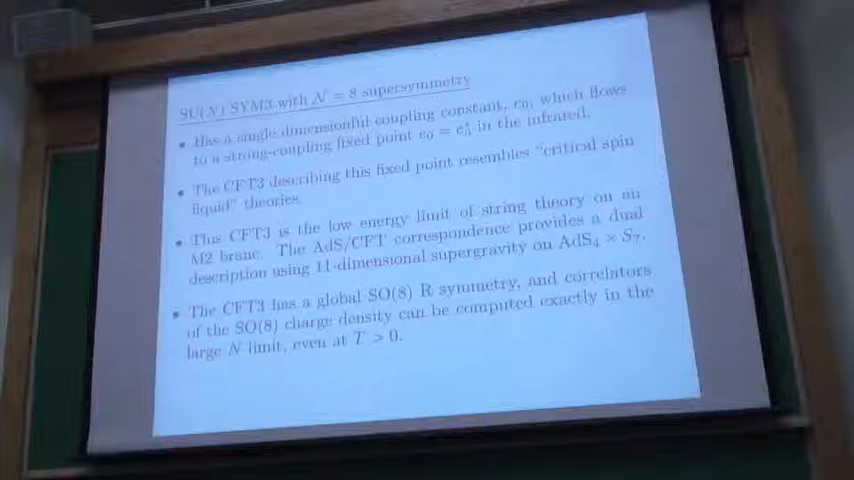 SU(N) SYM3 with 𝒩 = 8 supersymmetry
• Has a single dimensionful coupling constant, e₀, which flows
to a strong-coupling fixed point e₀ = e₀* in the infrared.
• The CFT3 describing this fixed point resembles "critical spin
liquid" theories.
• This CFT3 is the low energy limit of string theory on an
M2 brane. The AdS/CFT correspondence provides a dual
description using 11-dimensional supergravity on AdS₄ × S₇.
• The CFT3 has a global SO(8) R symmetry, and correlators
of the SO(8) charge density can be computed exactly in the
large N limit, even at T > 0.